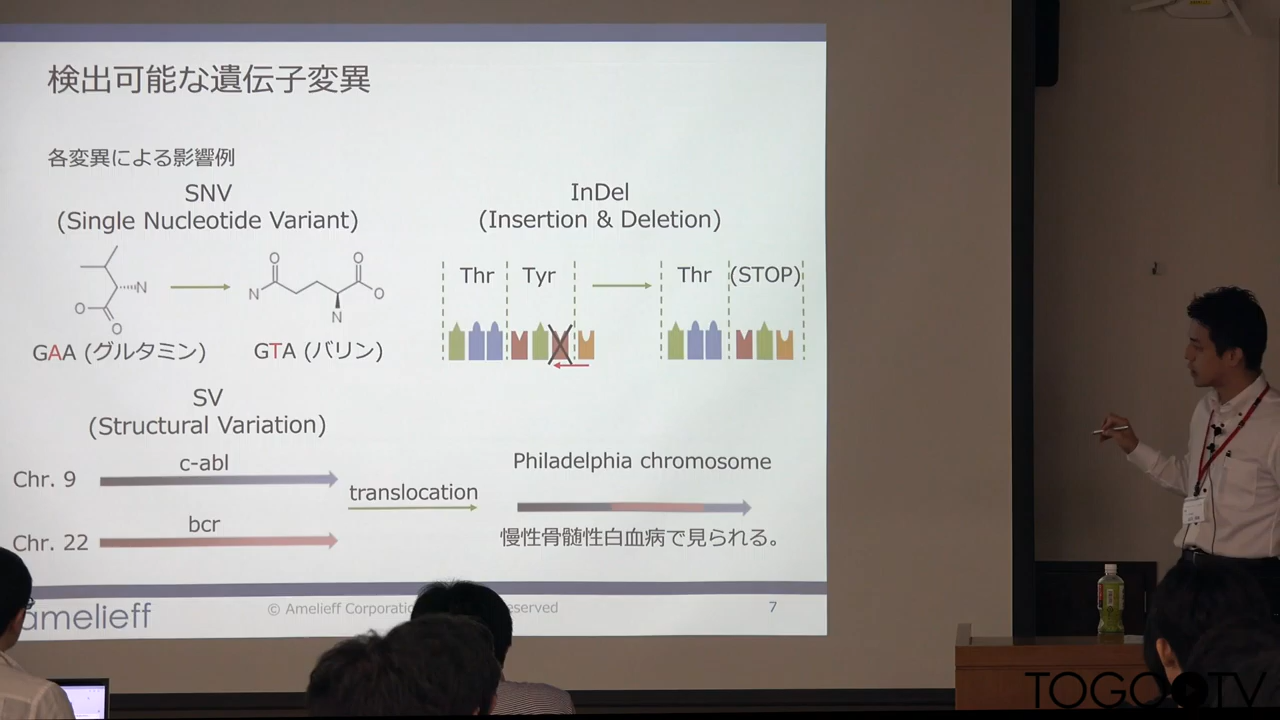 検出可能な遺伝子変異
各変異による影響例
SNV
(Single Nucleotide Variant)
InDel
(Insertion & Deletion)
O
O
N
N
O
N
O
O
Thr
Tyr
Thr
(STOP)
GAA (グルタミン)
GTA (バリン)
SV
(Structural Variation)
Chr. 9
c-abl
Chr. 22
bcr
translocation
Philadelphia chromosome
慢性骨髄性白血病で見られる。
amelieff
© Amelieff Corporatio
eserved
7
TOGO TV